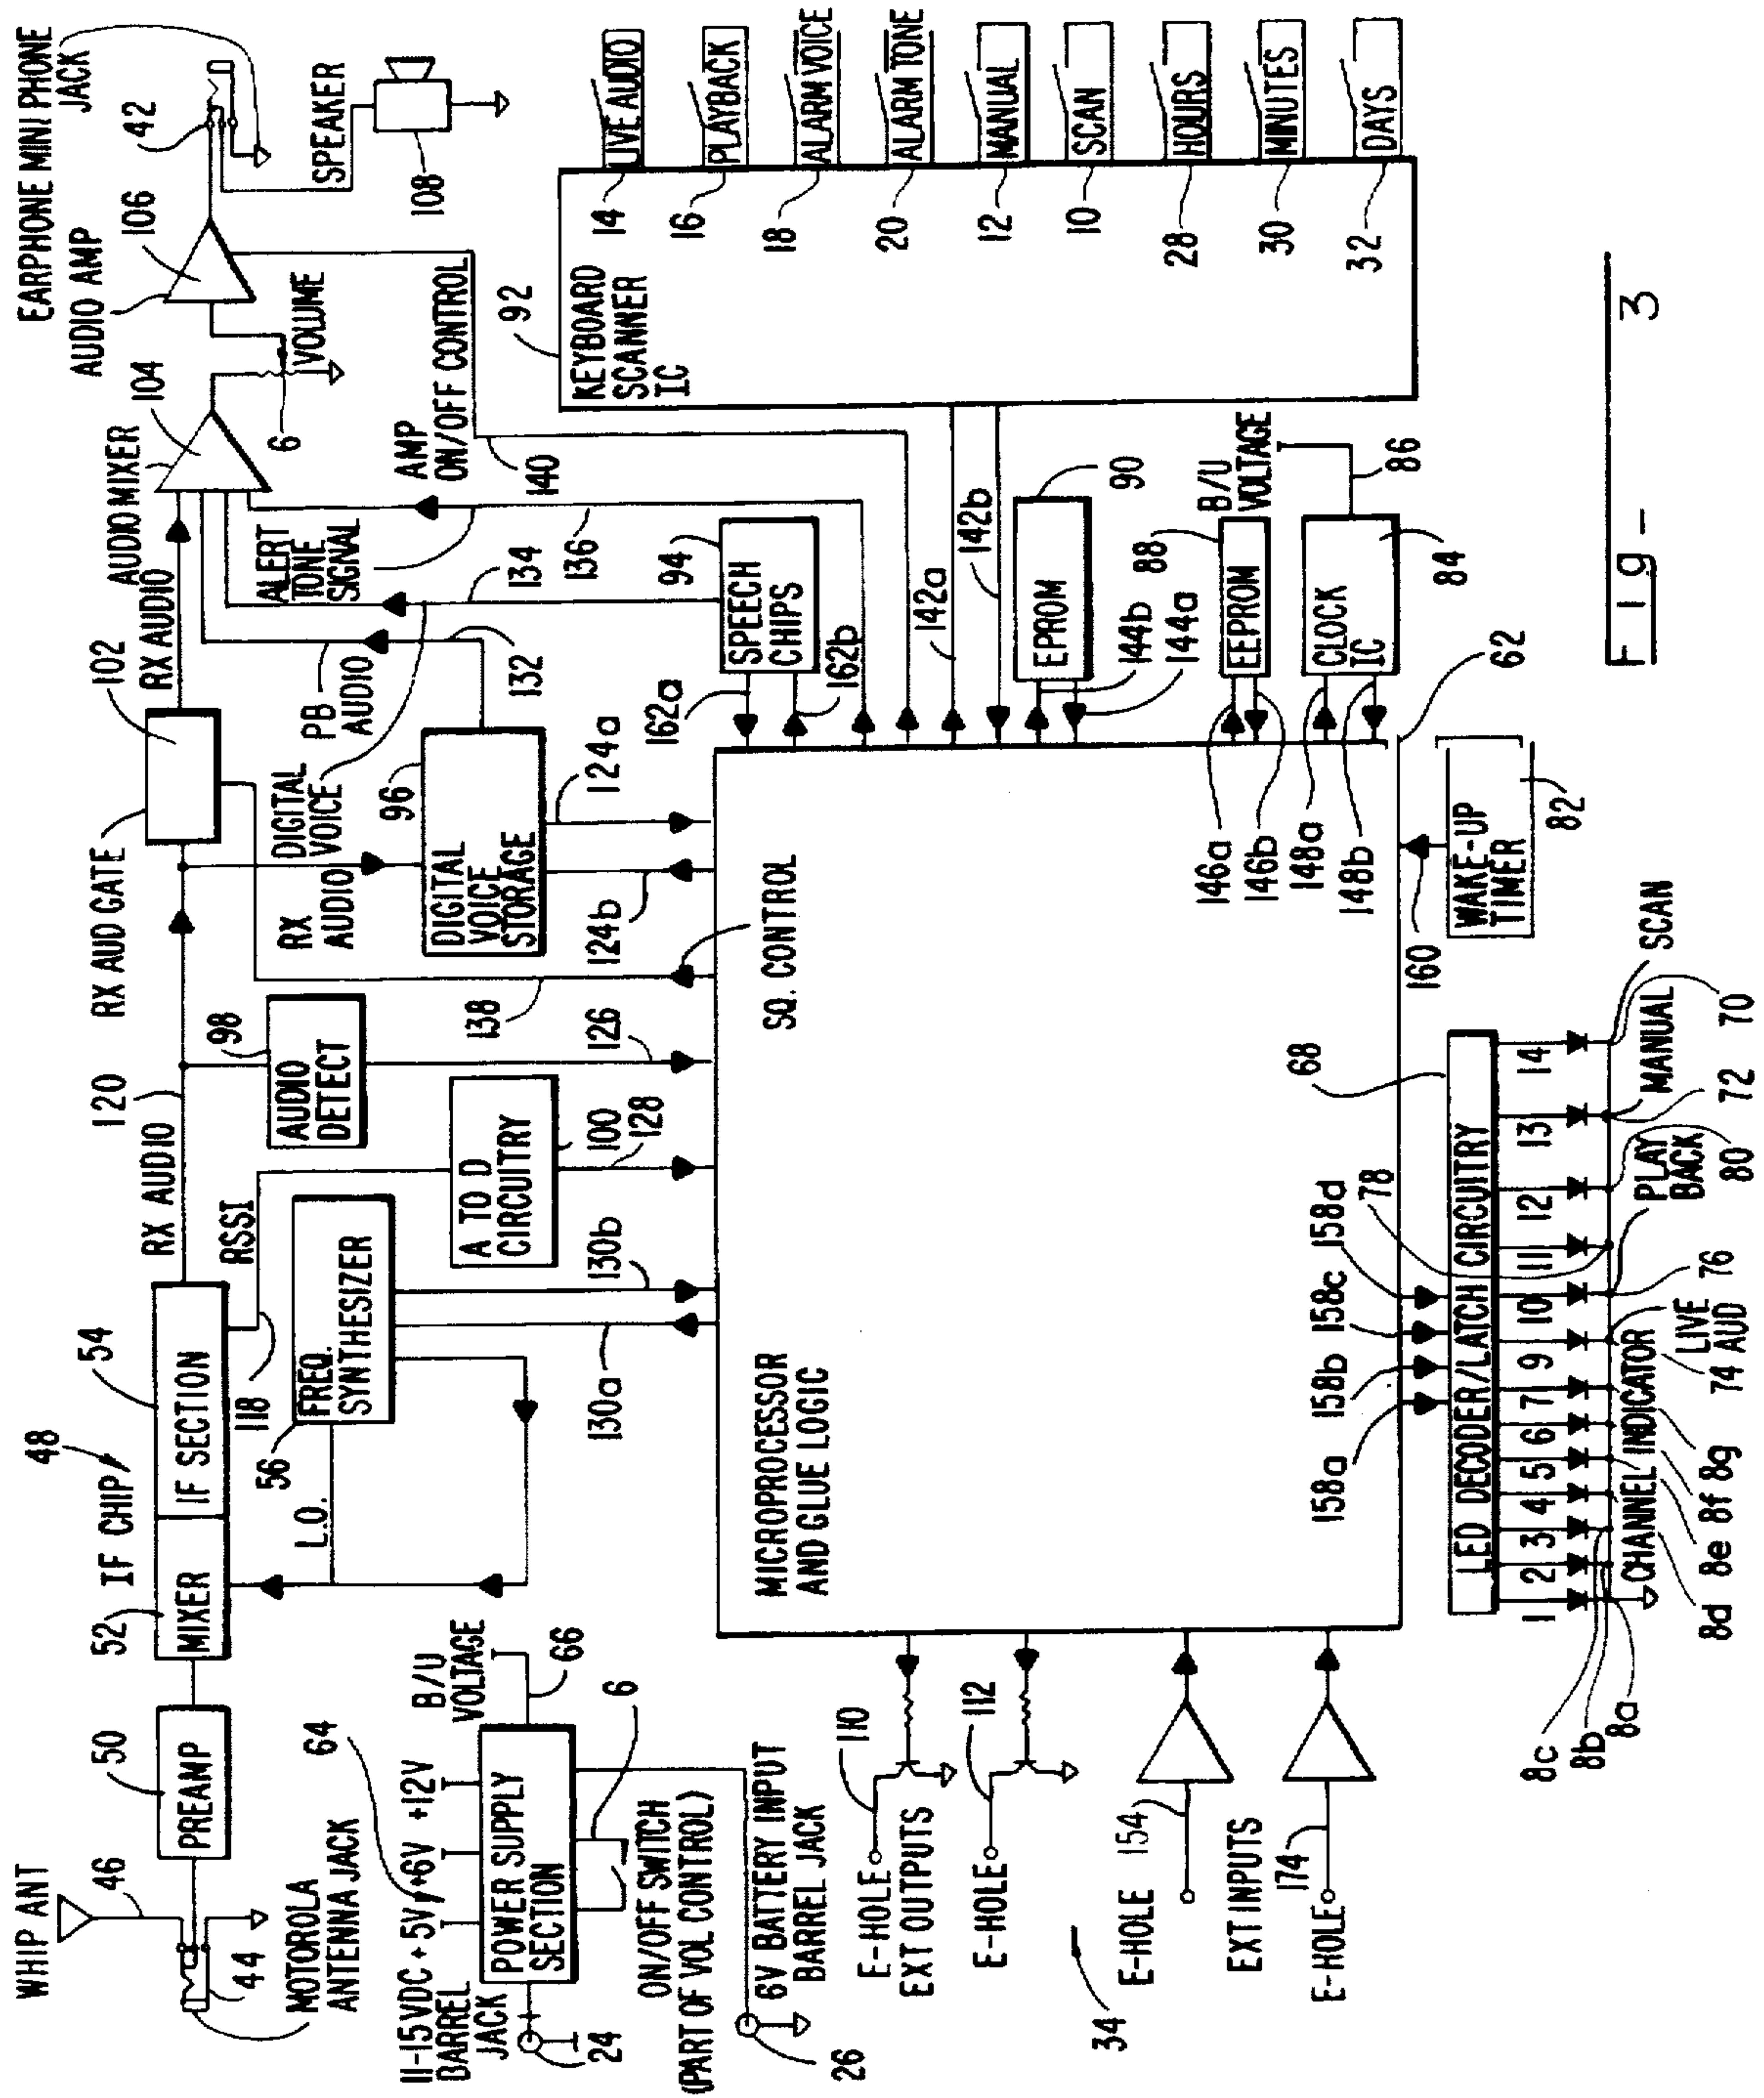 WHIP ANT
46
44
MOTOROLA
ANTENNA JACK
50
PREAMP
52
IF CHIP
48
54
MIXER
IF SECTION
RX AUDIO
120
RSSI
118
L.O.
56
FREQ.
SYNTHESIZER
130a
130b
A TO D
CIRCUITRY
100
128
98
AUDIO
DETECT
126
RX AUD GATE
102
138
SQ. CONTROL
RX
AUDIO
DIGITAL
VOICE
96
DIGITAL
VOICE
STORAGE
124b
124a
PB
AUDIO
132
RX AUDIO
AUDIO MIXER
104
ALERT
TONE
SIGNAL
134
136
94
SPEECH
CHIPS
162a
162b
6
VOLUME
AUDIO AMP
106
EARPHONE MINI PHONE
JACK
42
SPEAKER
108
AMP
ON/OFF CONTROL
140
11-15VDC
BARREL
JACK
24
+5V
+6V
+12V
64
B/U
VOLTAGE
66
POWER SUPPLY
SECTION
6
ON/OFF SWITCH
(PART OF VOL CONTROL)
26
6V BATTERY INPUT
BARREL JACK
MICROPROCESSOR
AND GLUE LOGIC
62
92
KEYBOARD
SCANNER
IC
142a
142b
14
LIVE AUDIO
16
PLAYBACK
18
ALARM VOICE
20
ALARM TONE
12
MANUAL
10
SCAN
28
HOURS
30
MINUTES
32
DAYS
EPROM
90
144b
144a
EEPROM
88
146a
146b
B/U
VOLTAGE
86
CLOCK
IC
84
148a
148b
160
WAKE-UP
TIMER
82
E-HOLE
110
EXT OUTPUTS
E-HOLE
112
34
E-HOLE
154
EXT INPUTS
E-HOLE
174
158a
158b
158c
158d
78
68
LED DECODER/LATCH CIRCUITRY
1 2 3 4 5 6 7 9 10 11 12 13 14
CHANNEL INDICATOR
LIVE
AUD
PLAY
BACK
MANUAL
SCAN
8c
8b
8a
8d
8e
8f
8g
74
76
80
72
70
Fig- 3